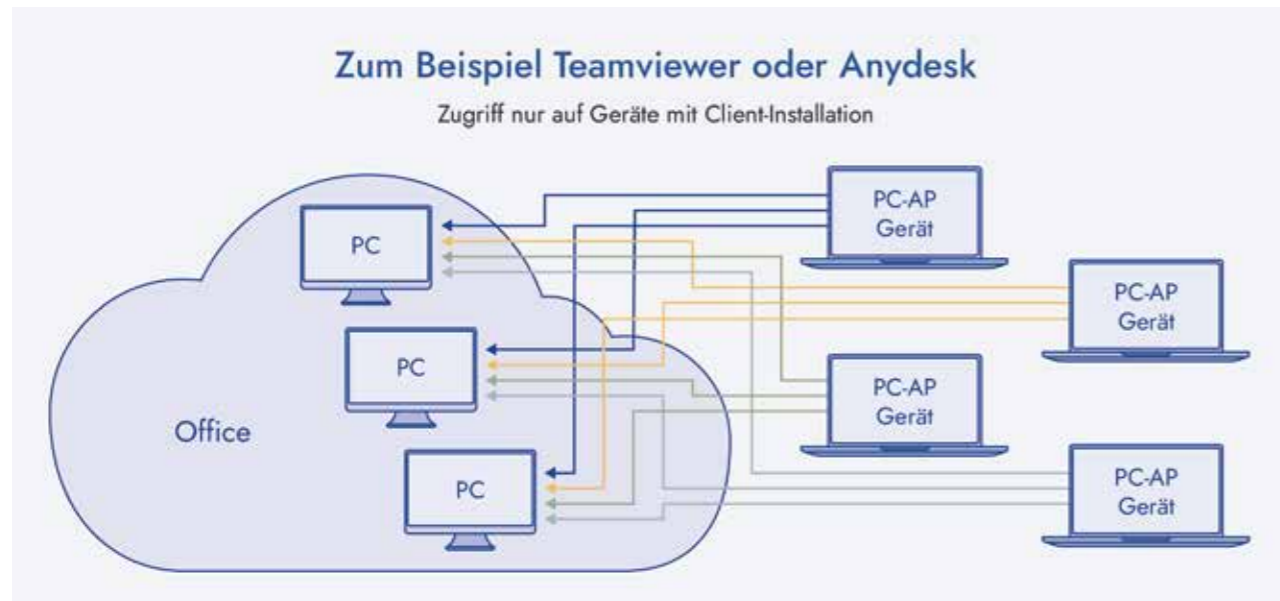 Zum Beispiel Teamviewer oder Anydesk
Zugriff nur auf Geräte mit Client-Installation
PC
PC
PC
Office
PC-AP
Gerät
PC-AP
Gerät
PC-AP
Gerät
PC-AP
Gerät